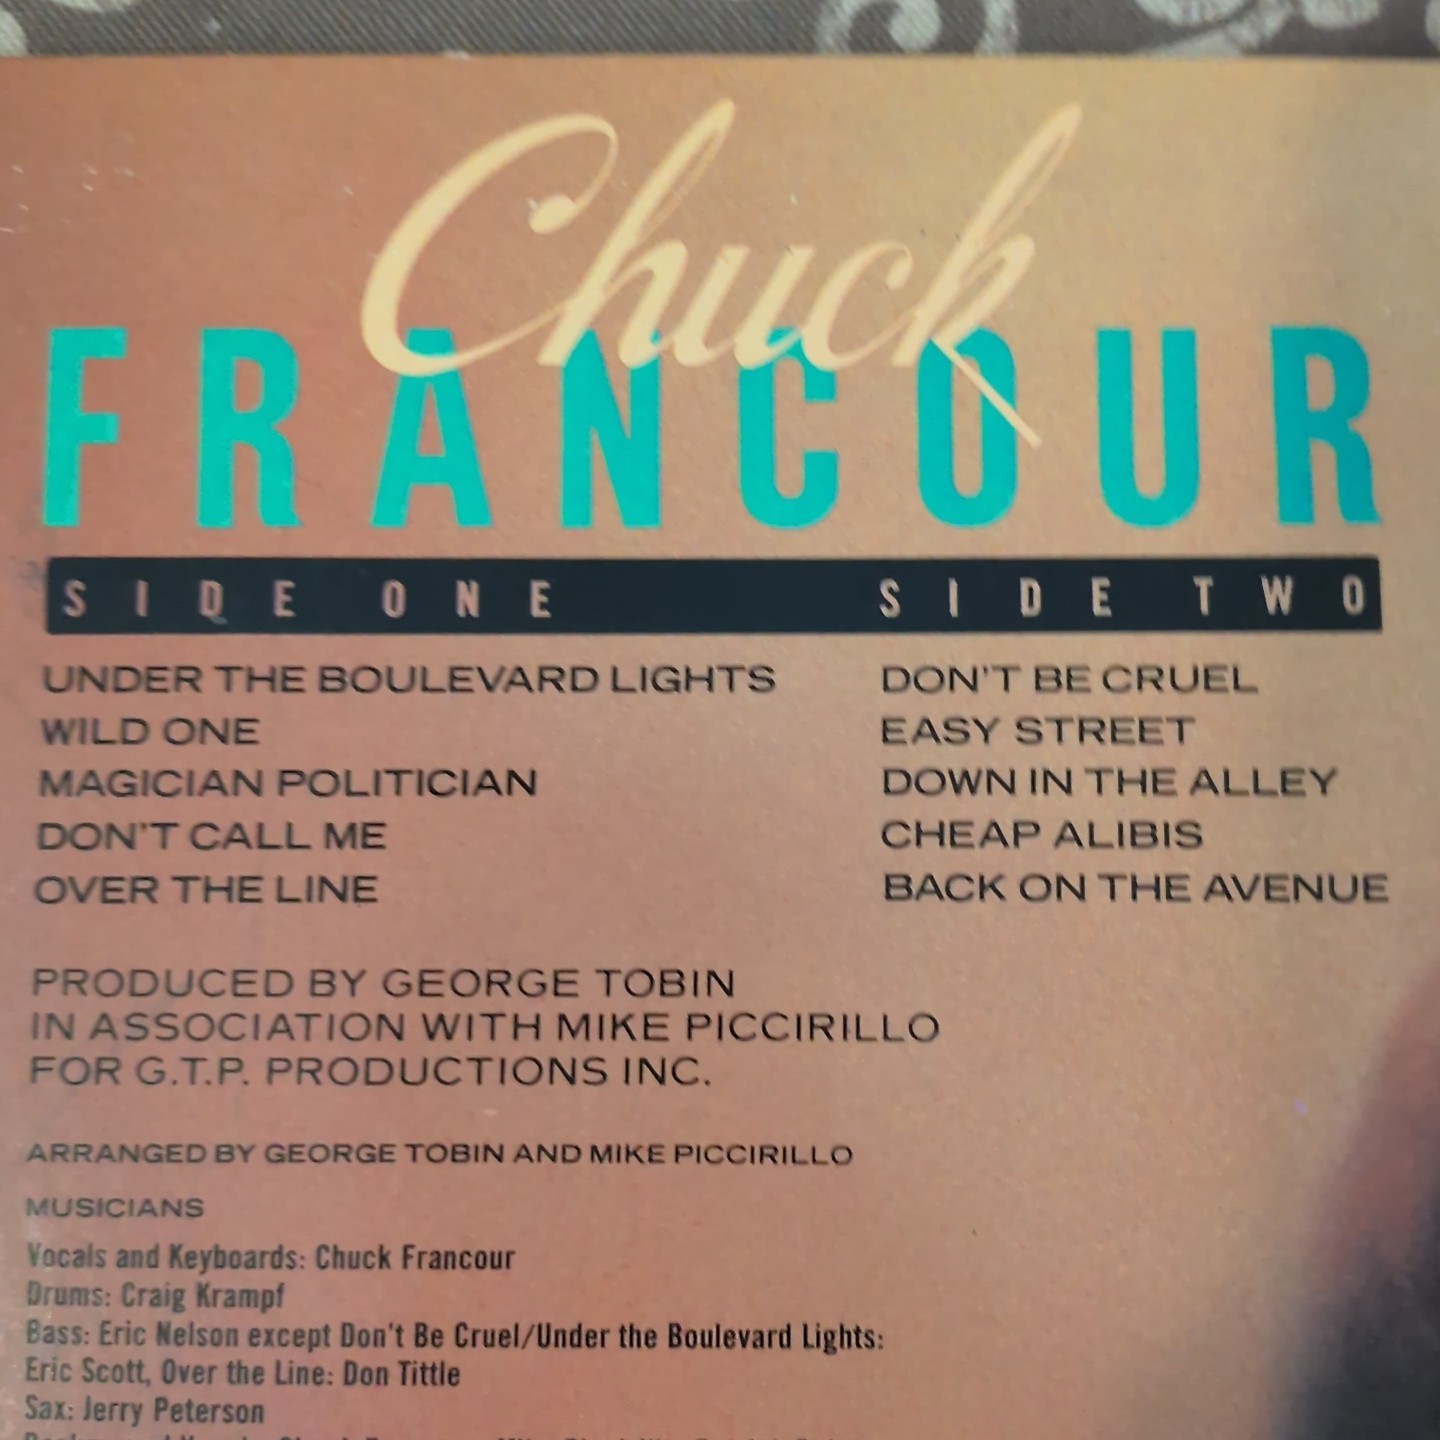 Chuck
FRANCOUR
SIDE ONE
UNDER THE BOULEVARD LIGHTS
WILD ONE
MAGICIAN POLITICIAN
DON'T CALL ME
OVER THE LINE
SIDE TWO
DON'T BE CRUEL
EASY STREET
DOWN IN THE ALLEY
CHEAP ALIBIS
BACK ON THE AVENUE
PRODUCED BY GEORGE TOBIN
IN ASSOCIATION WITH MIKE PICCIRILLO
FOR G.T.P. PRODUCTIONS INC.
ARRANGED BY GEORGE TOBIN AND MIKE PICCIRILLO
MUSICIANS
Vocals and Keyboards: Chuck Francour
Drums: Craig Krampf
Bass: Eric Nelson except Don't Be Cruel/Under the Boulevard Lights:
Eric Scott, Over the Line: Don Tittle
Sax: Jerry Peterson